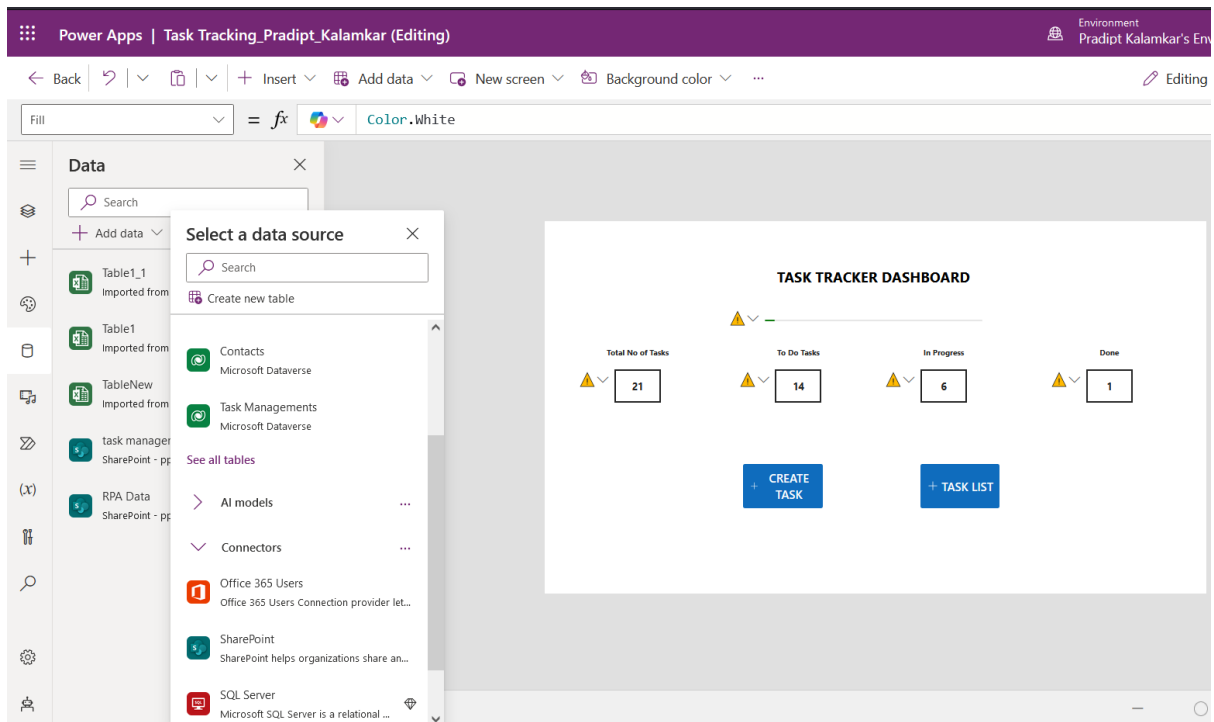 Power Apps | Task Tracking_Pradipt_Kalamkar (Editing)
Environment
Pradipt Kalamkar's Env
Back
Insert
Add data
New screen
Background color
...
Editing
Fill
= fx
Color.White
Data
Search
Add data
Table1_1
Imported from
Table1
Imported from
TableNew
Imported from
task manager
SharePoint - pp
RPA Data
SharePoint - pp
(x)
Select a data source
Search
Create new table
Contacts
Microsoft Dataverse
Task Managements
Microsoft Dataverse
See all tables
AI models
...
Connectors
...
Office 365 Users
Office 365 Users Connection provider let...
SharePoint
SharePoint helps organizations share an...
SQL Server
Microsoft SQL Server is a relational ...
TASK TRACKER DASHBOARD
Total No of Tasks
To Do Tasks
In Progress
Done
21
14
6
1
+ CREATE
TASK
+ TASK LIST